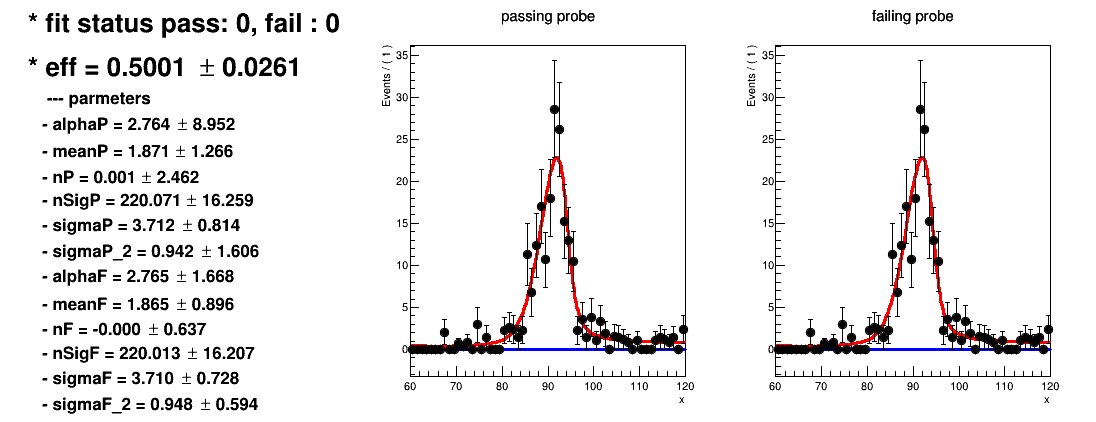 * fit status pass: 0, fail : 0
* eff = 0.5001 ± 0.0261
--- parmeters
- alphaP = 2.764 ± 8.952
- meanP = 1.871 ± 1.266
- nP = 0.001 ± 2.462
- nSigP = 220.071 ± 16.259
- sigmaP = 3.712 ± 0.814
- sigmaP_2 = 0.942 ± 1.606
- alphaF = 2.765 ± 1.668
- meanF = 1.865 ± 0.896
- nF = -0.000 ± 0.637
- nSigF = 220.013 ± 16.207
- sigmaF = 3.710 ± 0.728
- sigmaF_2 = 0.948 ± 0.594
passing probe
Events / ( 1 )
35
30
25
20
15
10
5
0
60 70 80 90 100 110 120
x
failing probe
Events / ( 1 )
35
30
25
20
15
10
5
0
60 70 80 90 100 110 120
x